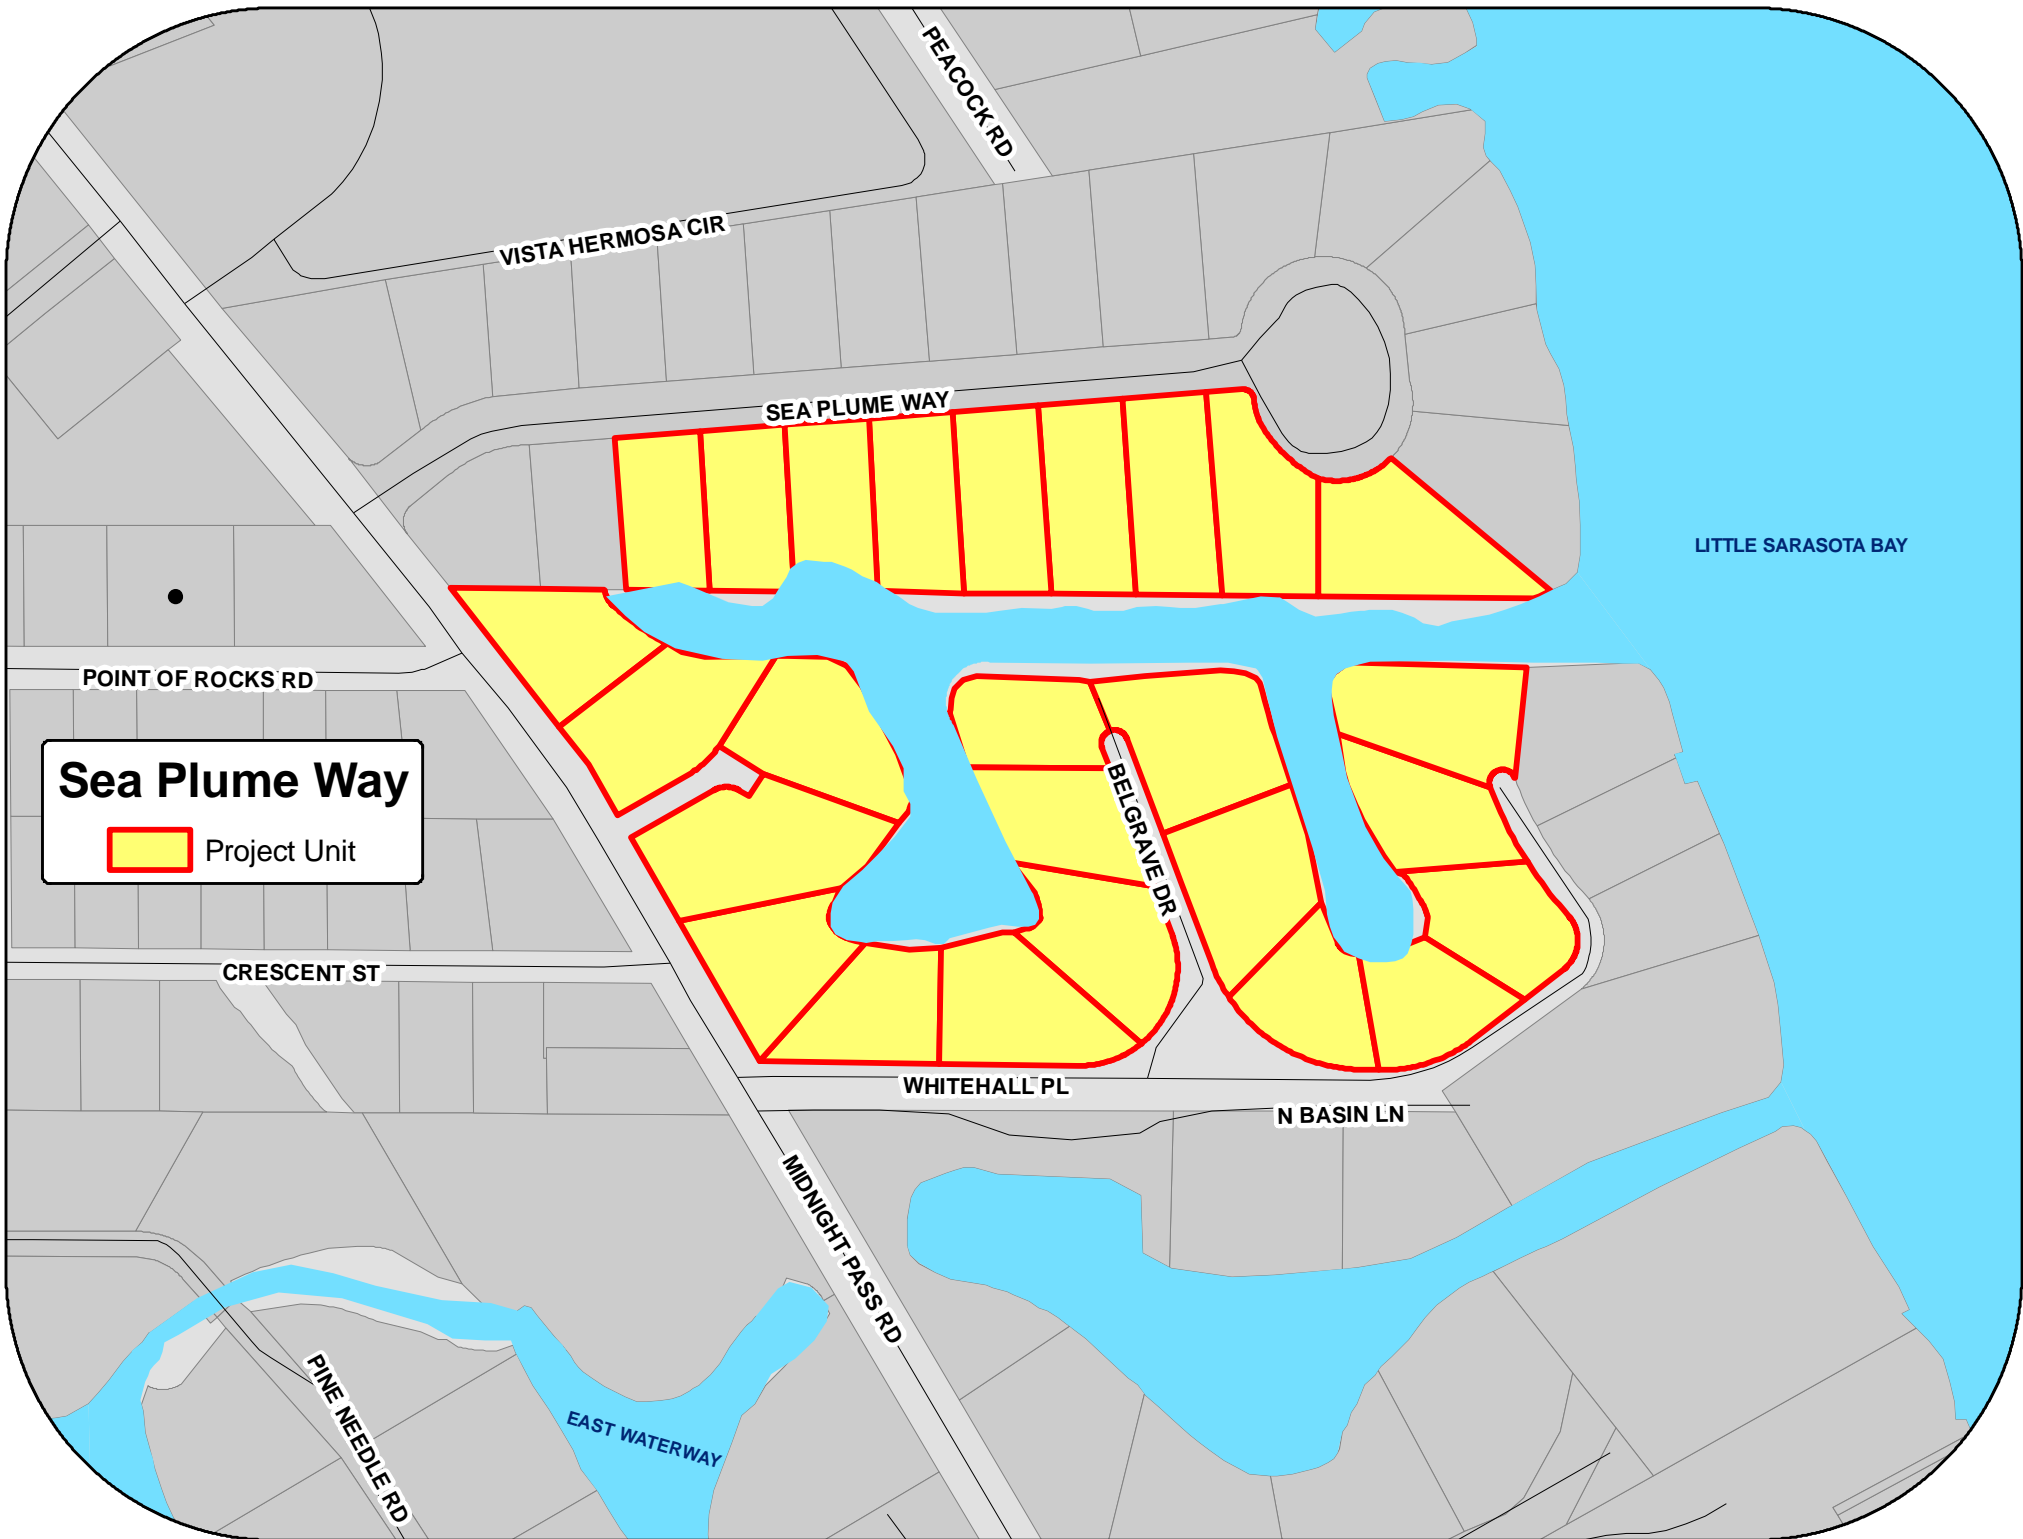 PEACOCK RD
VISTA HERMOSA CIR
SEA PLUME WAY
LITTLE SARASOTA BAY
POINT OF ROCKS RD
Sea Plume Way
Project Unit
BELGRAVE DR
CRESCENT ST
WHITEHALL PL
N BASIN LN
MIDNIGHT PASS RD
PINE NEEDLE RD
EAST WATERWAY